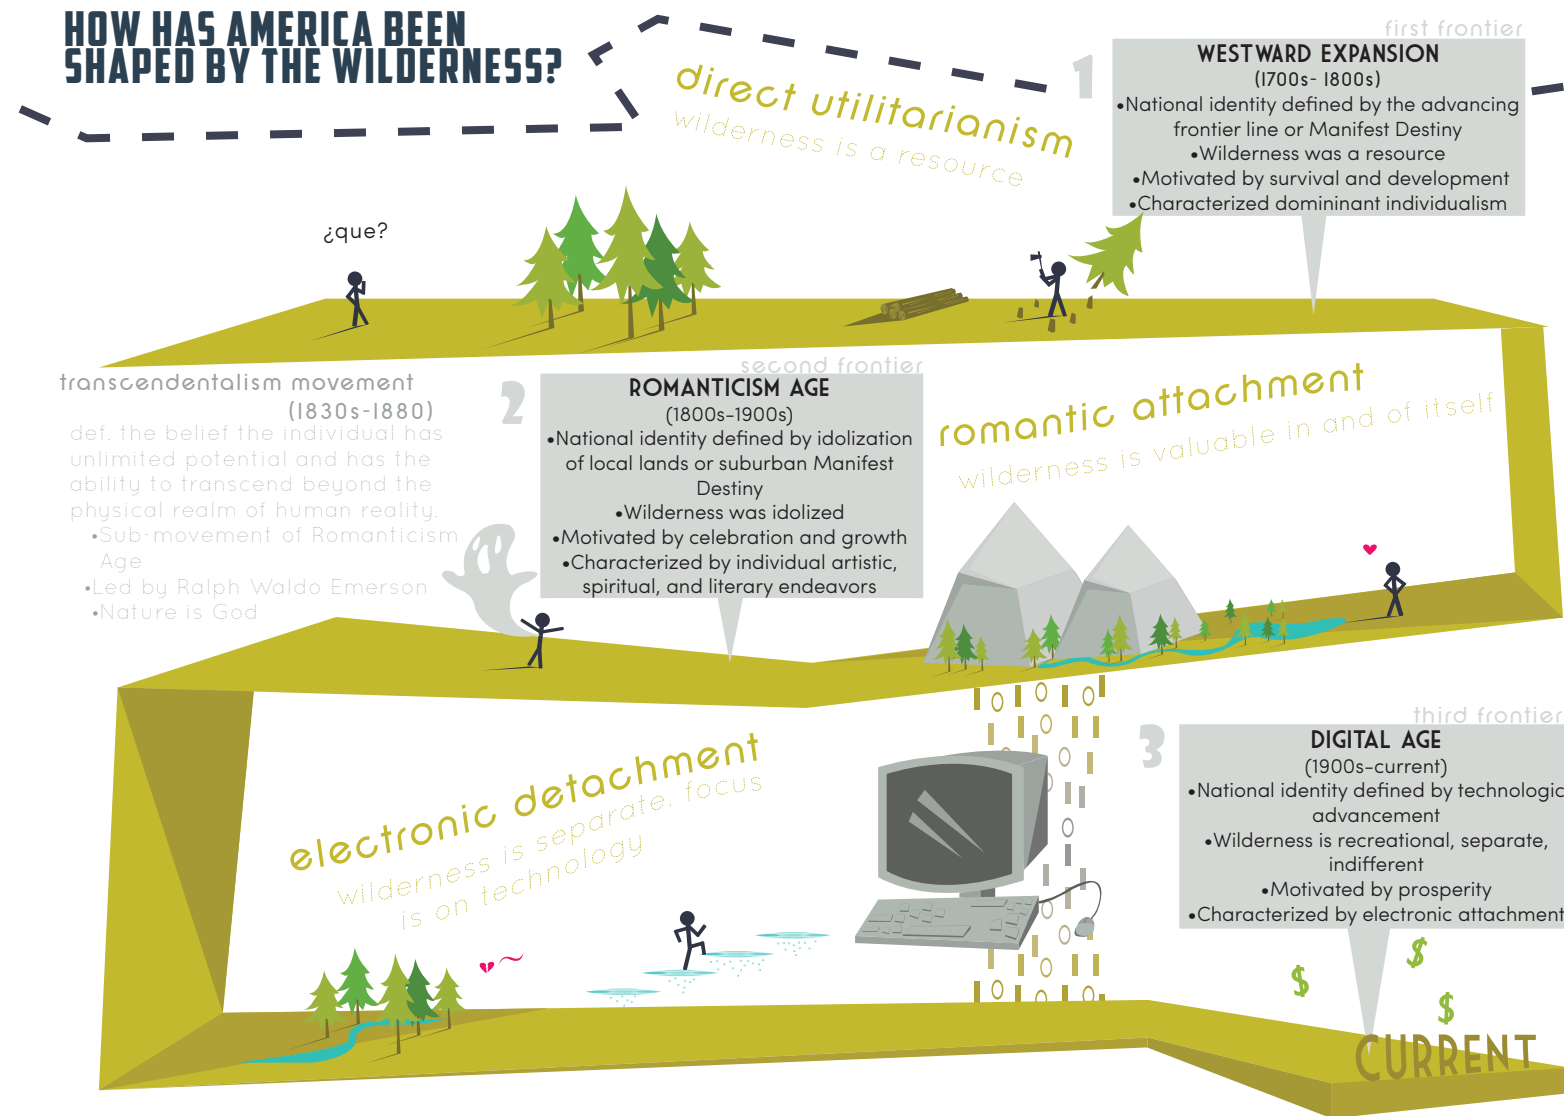 HOW HAS AMERICA BEEN
SHAPED BY THE WILDERNESS?
first frontier
1
WESTWARD EXPANSION
(1700s- 1800s)
•National identity defined by the advancing
frontier line or Manifest Destiny
•Wilderness was a resource
•Motivated by survival and development
•Characterized domininant individualism
direct utilitarianism
wilderness is a resource
¿que?
transcendentalism movement
(1830s-1880)
def. the belief the individual has
unlimited potential and has the
ability to transcend beyond the
physical realm of human reality.
•Sub-movement of Romanticism
Age
•Led by Ralph Waldo Emerson
•Nature is God
second frontier
2
ROMANTICISM AGE
(1800s-1900s)
•National identity defined by idolization
of local lands or suburban Manifest
Destiny
•Wilderness was idolized
•Motivated by celebration and growth
•Characterized by individual artistic,
spiritual, and literary endeavors
romantic attachment
wilderness is valuable in and of itself
electronic detachment
wilderness is separate. focus
is on technology
third frontier
3
DIGITAL AGE
(1900s-current)
•National identity defined by technologic
advancement
•Wilderness is recreational, separate,
indifferent
•Motivated by prosperity
•Characterized by electronic attachment
$
$
$
CURRENT